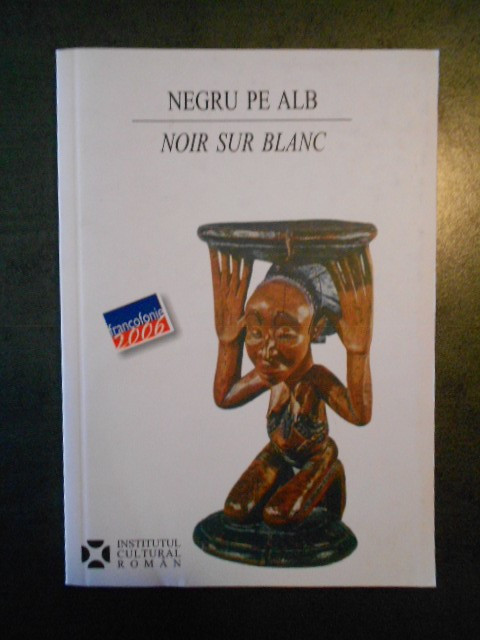 NEGRU PE ALB
NOIR SUR BLANC
francofonie
2006
INSTITUTUL
CULTURAL
ROMÂN